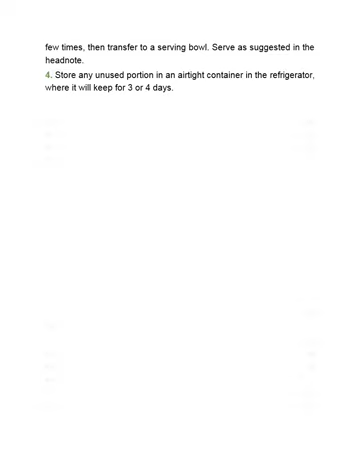 few times, then transfer to a serving bowl. Serve as suggested in the
headnote.
4. Store any unused portion in an airtight container in the refrigerator,
where it will keep for 3 or 4 days.